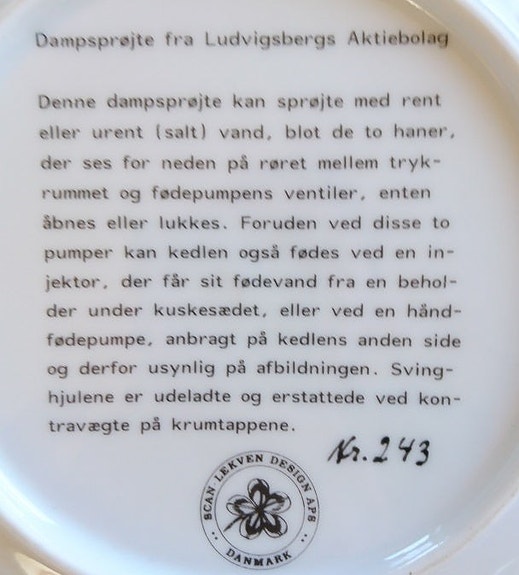 Dampsprøjte fra Ludvigsbergs Aktiebolag
Denne dampsprøjte kan sprøjte med rent
eller urent (salt) vand, blot de to haner,
der ses for neden på røret mellem tryk-
rummet og fødepumpens ventiler, enten
åbnes eller lukkes. Foruden ved disse to
pumper kan kedlen også fødes ved en in-
jektor, der får sit fødevand fra en behol-
der under kuskesædet, eller ved en hånd-
fødepumpe, anbragt på kedlens anden side
og derfor usynlig på afbildningen. Sving-
hjulene er udeladte og erstattede ved kon-
travægte på krumtappene.
Nr. 243
SCAN-LEKVEN DESIGN APS
DANMARK